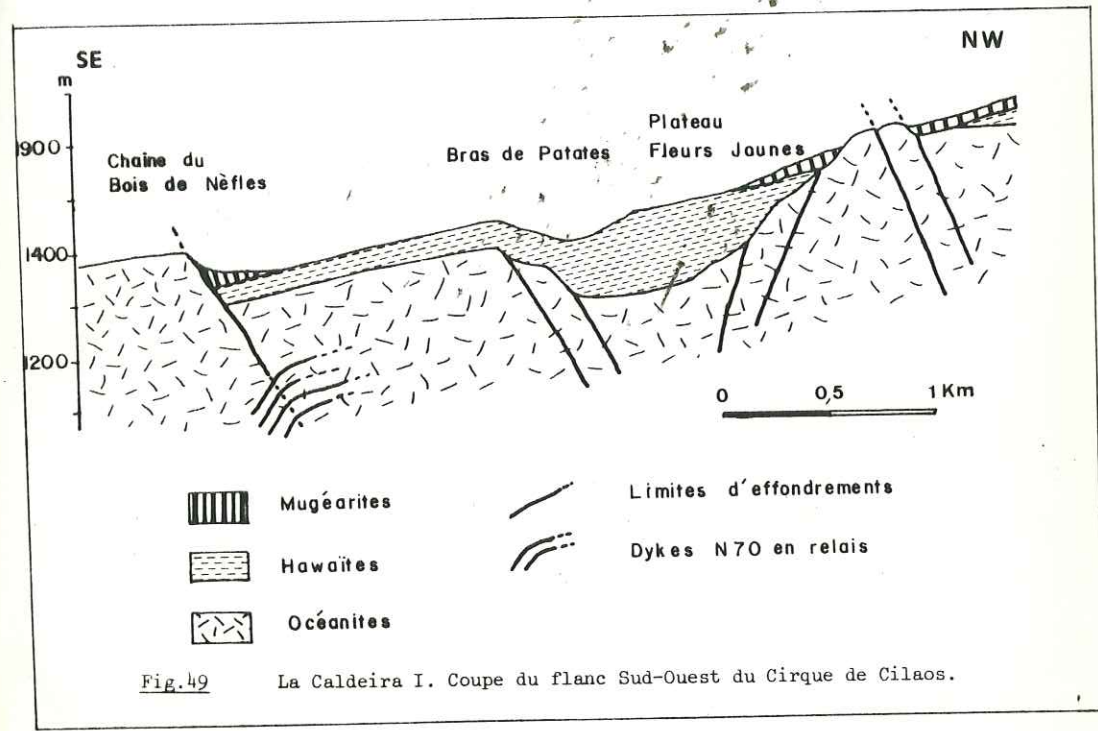 SE
NW
m
1900
1400
1200
Chaine du
Bois de Nèfles
Bras de Patates
Plateau
Fleurs Jaunes
0 0,5 1 Km
Mugéarites
Hawaïtes
Océanites
Limites d'effondrements
Dykes N70 en relais
Fig.49 La Caldeira I. Coupe du flanc Sud-Ouest du Cirque de Cilaos.